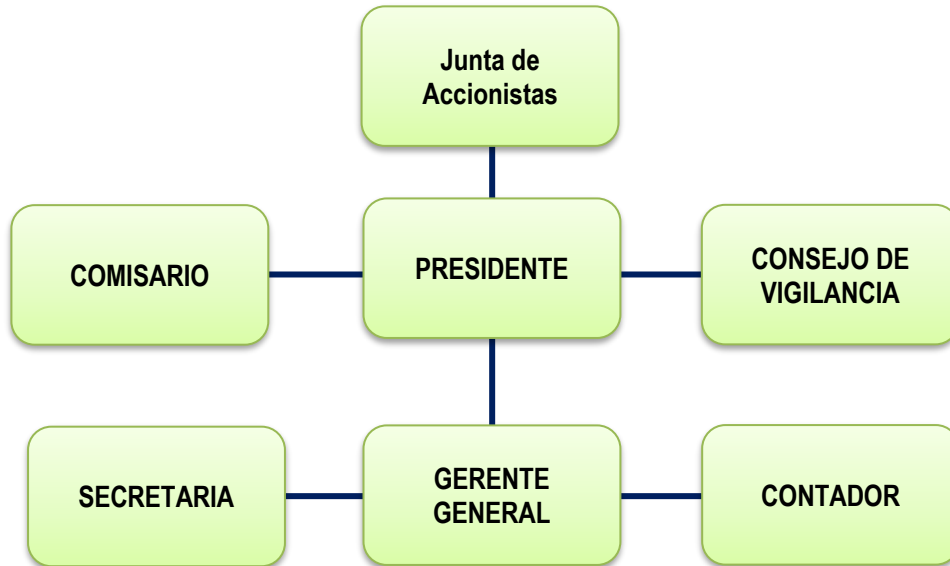 Junta de
Accionistas
COMISARIO
PRESIDENTE
CONSEJO DE
VIGILANCIA
SECRETARIA
GERENTE
GENERAL
CONTADOR